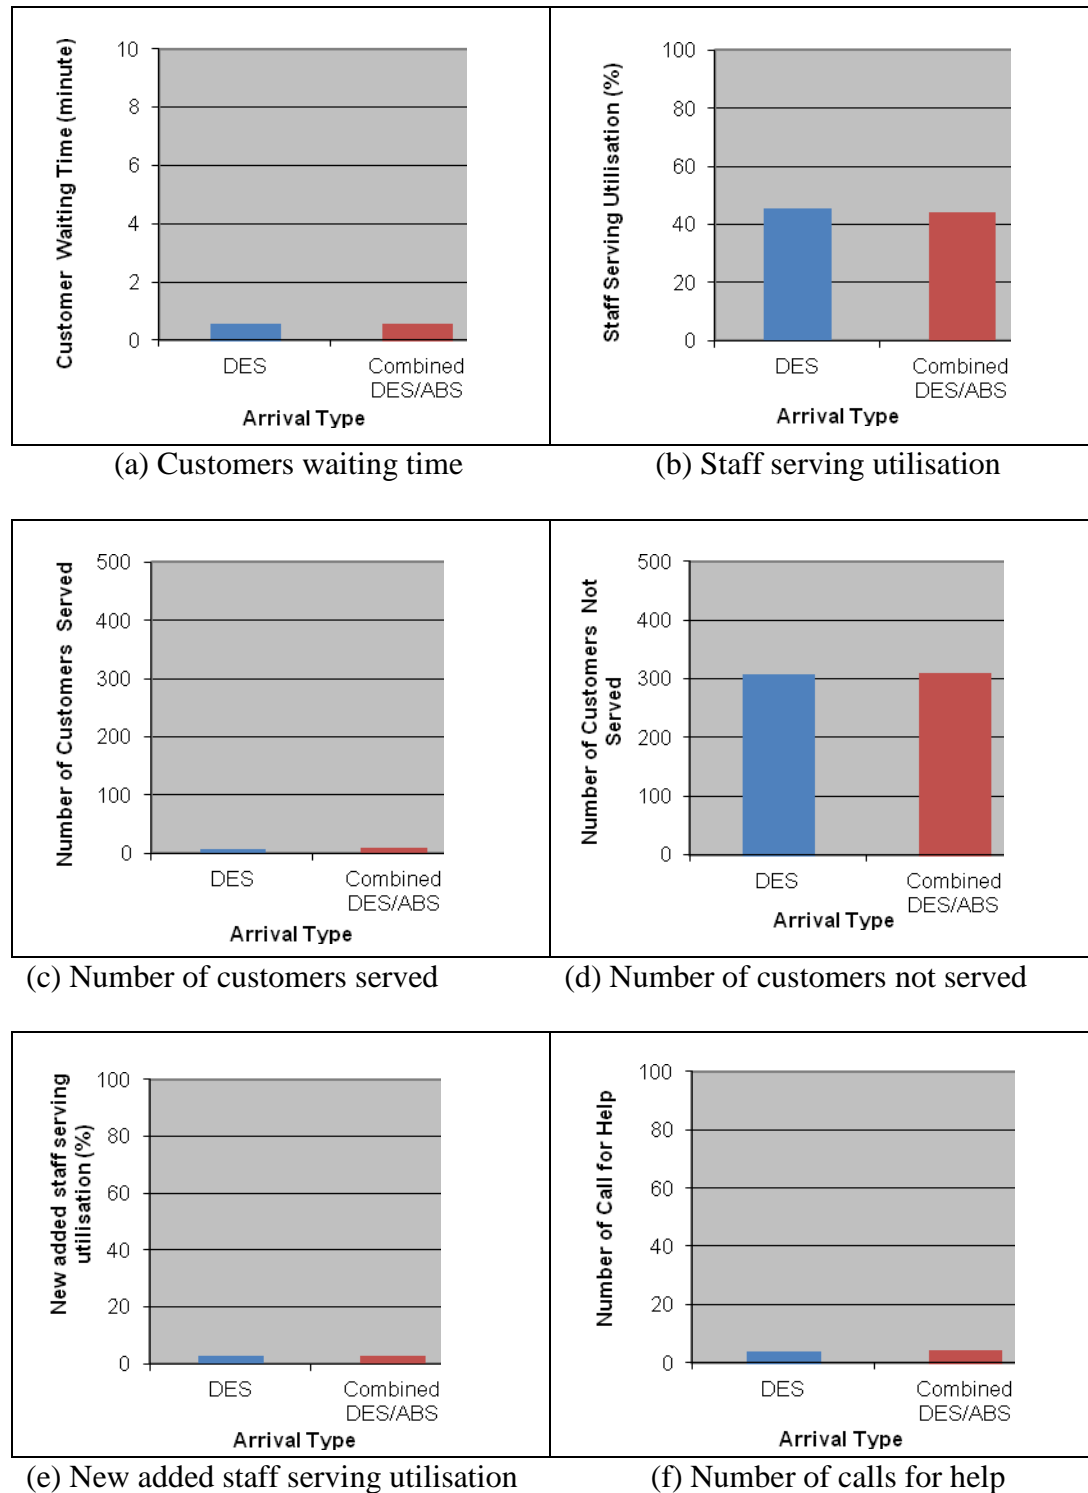 Customer Waiting Time (minute)
10
8
6
4
2
0
DES
Combined
DES/ABS
Arrival Type
Staff Serving Utilisation (%)
100
80
60
40
20
0
DES
Combined
DES/ABS
Arrival Type
(a) Customers waiting time
(b) Staff serving utilisation
Number of Customers Served
500
400
300
200
100
0
DES
Combined
DES/ABS
Arrival Type
Number of Customers Not
Served
500
400
300
200
100
0
DES
Combined
DES/ABS
Arrival Type
(c) Number of customers served
(d) Number of customers not served
New added staff serving
utilisation (%)
100
80
60
40
20
0
DES
Combined
DES/ABS
Arrival Type
Number of Call for Help
100
80
60
40
20
0
DES
Combined
DES/ABS
Arrival Type
(e) New added staff serving utilisation
(f) Number of calls for help